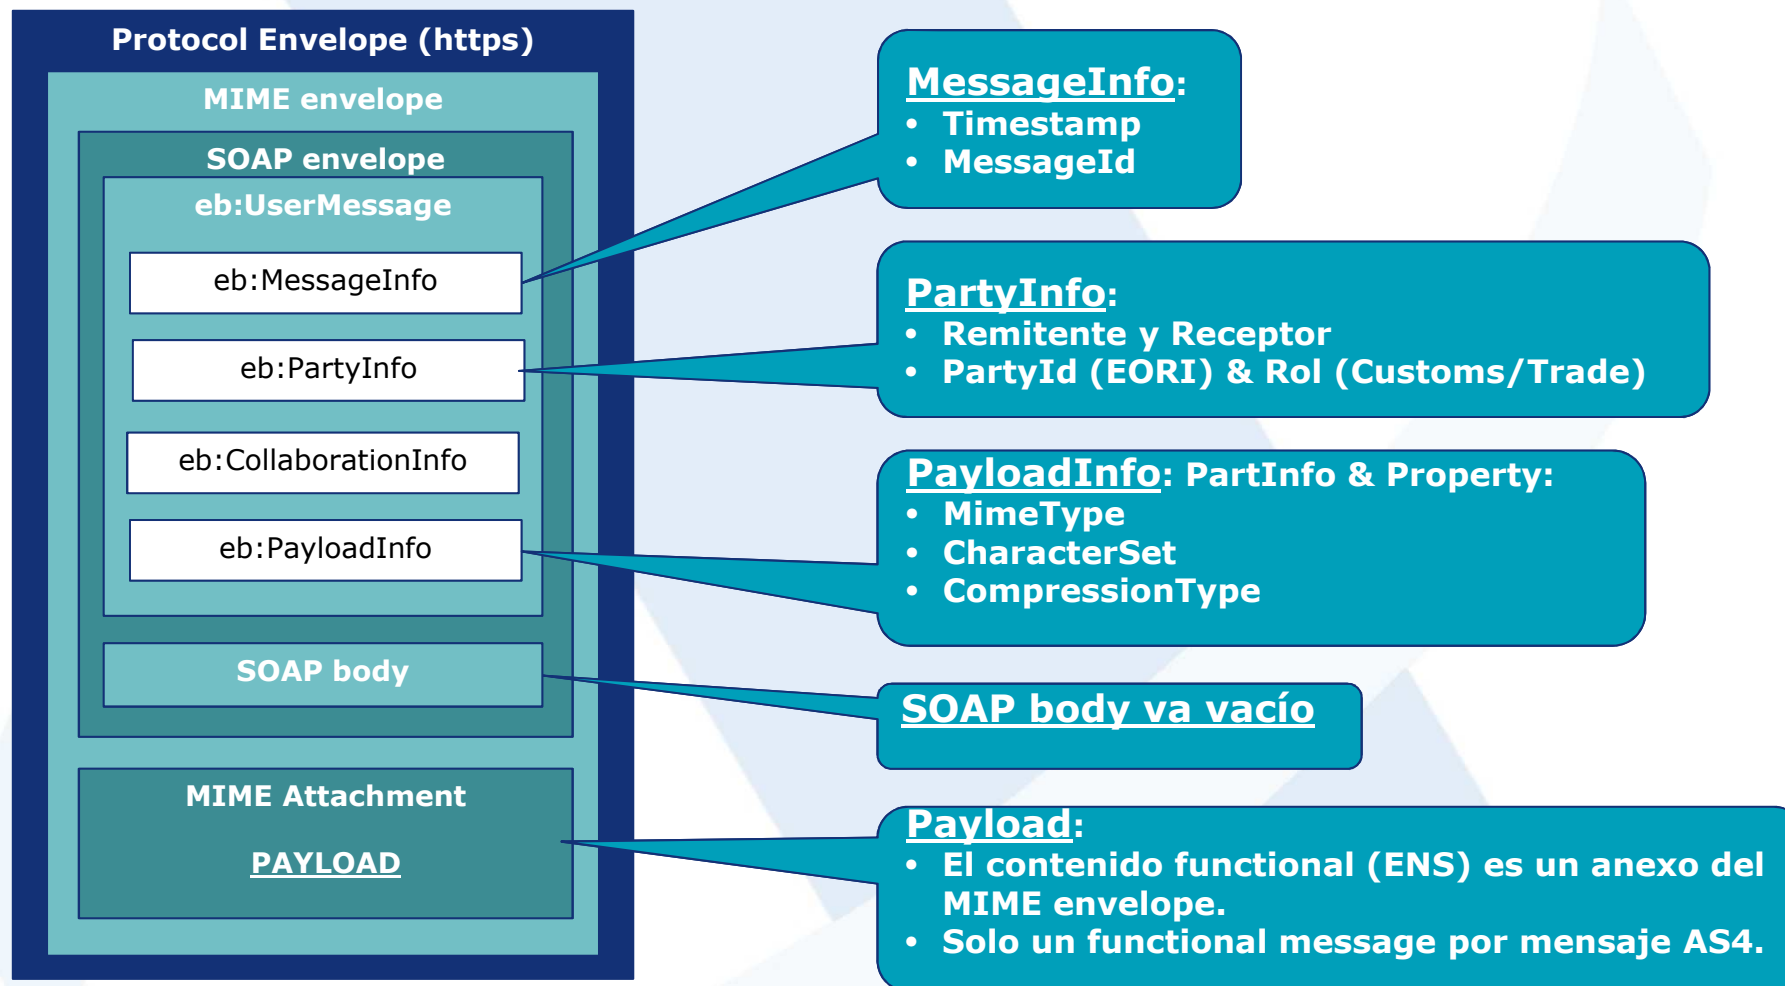 Protocol Envelope (https)
MIME envelope
SOAP envelope
eb:UserMessage
eb:MessageInfo
eb:PartyInfo
eb:CollaborationInfo
eb:PayloadInfo
SOAP body
MIME Attachment
PAYLOAD
MessageInfo:
• Timestamp
• MessageId
PartyInfo:
• Remitente y Receptor
• PartyId (EORI) & Rol (Customs/Trade)
PayloadInfo: PartInfo & Property:
• MimeType
• CharacterSet
• CompressionType
SOAP body va vacío
Payload:
• El contenido functional (ENS) es un anexo del
MIME envelope.
• Solo un functional message por mensaje AS4.